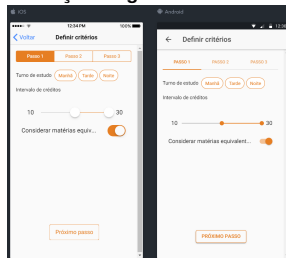 iOS
Android
12:34 PM
100%
12:30
Voltar
Definir critérios
Definir critérios
Passo 1
Passo 2
Passo 3
PASSO 1
PASSO 2
PASSO 3
Turno de estudo
Manhã
Tarde
Noite
Turno de estudo
Manhã
Tarde
Noite
Intervalo de créditos
Intervalo de créditos
10
30
10
30
Considerar matérias equiv...
Considerar matérias equivalent...
Próximo passo
PRÓXIMO PASSO